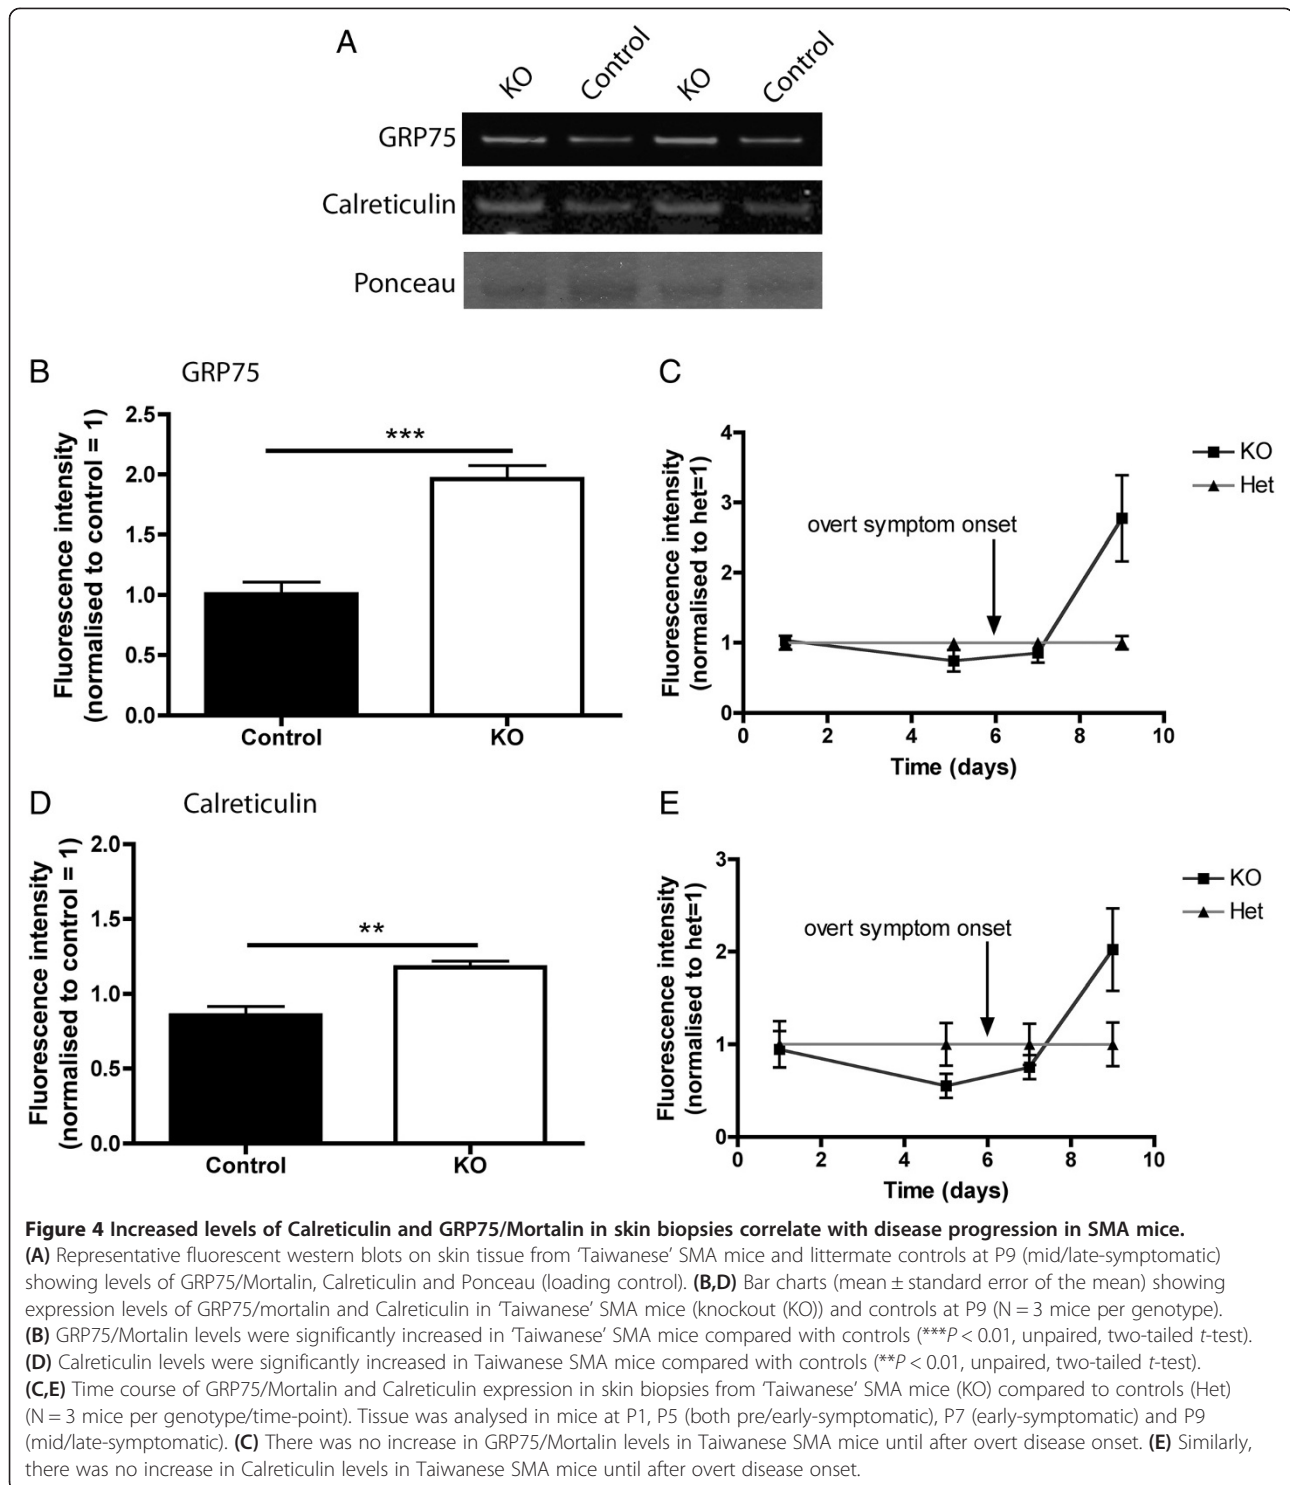 A
KO
Control
KO
Control
GRP75
Calreticulin
Ponceau
B
GRP75
Fluorescence intensity
(normalised to control = 1)
2.5
2.0
1.5
1.0
0.5
0.0
***
Control
KO
C
Fluorescence intensity
(normalised to het=1)
4
3
2
1
0
overt symptom onset
KO
Het
0
2
4
6
8
10
Time (days)
D
Calreticulin
Fluorescence intensity
(normalised to control = 1)
2.0
1.5
1.0
0.5
0.0
**
Control
KO
E
Fluorescence intensity
(normalised to het=1)
3
2
1
0
overt symptom onset
KO
Het
0
2
4
6
8
10
Time (days)
Figure 4 Increased levels of Calreticulin and GRP75/Mortalin in skin biopsies correlate with disease progression in SMA mice.
(A) Representative fluorescent western blots on skin tissue from ‘Taiwanese’ SMA mice and littermate controls at P9 (mid/late-symptomatic)
showing levels of GRP75/Mortalin, Calreticulin and Ponceau (loading control). (B,D) Bar charts (mean ± standard error of the mean) showing
expression levels of GRP75/mortalin and Calreticulin in ‘Taiwanese’ SMA mice (knockout (KO)) and controls at P9 (N = 3 mice per genotype).
(B) GRP75/Mortalin levels were significantly increased in ‘Taiwanese’ SMA mice compared with controls (***P < 0.01, unpaired, two-tailed t-test).
(D) Calreticulin levels were significantly increased in Taiwanese SMA mice compared with controls (**P < 0.01, unpaired, two-tailed t-test).
(C,E) Time course of GRP75/Mortalin and Calreticulin expression in skin biopsies from ‘Taiwanese’ SMA mice (KO) compared to controls (Het)
(N = 3 mice per genotype/time-point). Tissue was analysed in mice at P1, P5 (both pre/early-symptomatic), P7 (early-symptomatic) and P9
(mid/late-symptomatic). (C) There was no increase in GRP75/Mortalin levels in Taiwanese SMA mice until after overt disease onset. (E) Similarly,
there was no increase in Calreticulin levels in Taiwanese SMA mice until after overt disease onset.